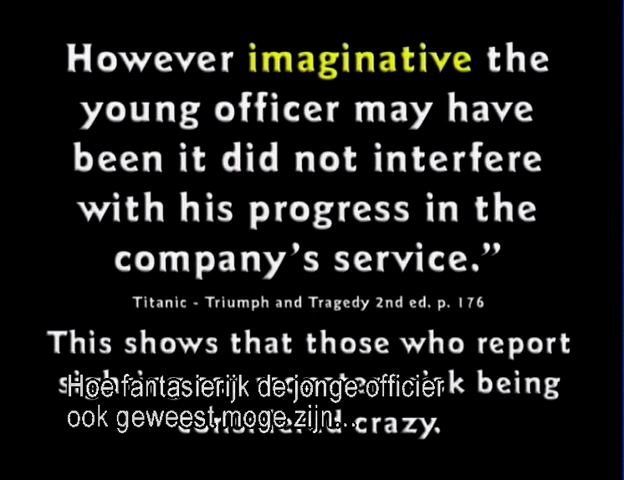 However imaginative the
young officer may have
been it did not interfere
with his progress in the
company’s service.”
Titanic - Triumph and Tragedy 2nd ed. p. 176
This shows that those who report
being
crazy.
Hoe fantasierijk de jonge officier
ook geweest moge zijn...